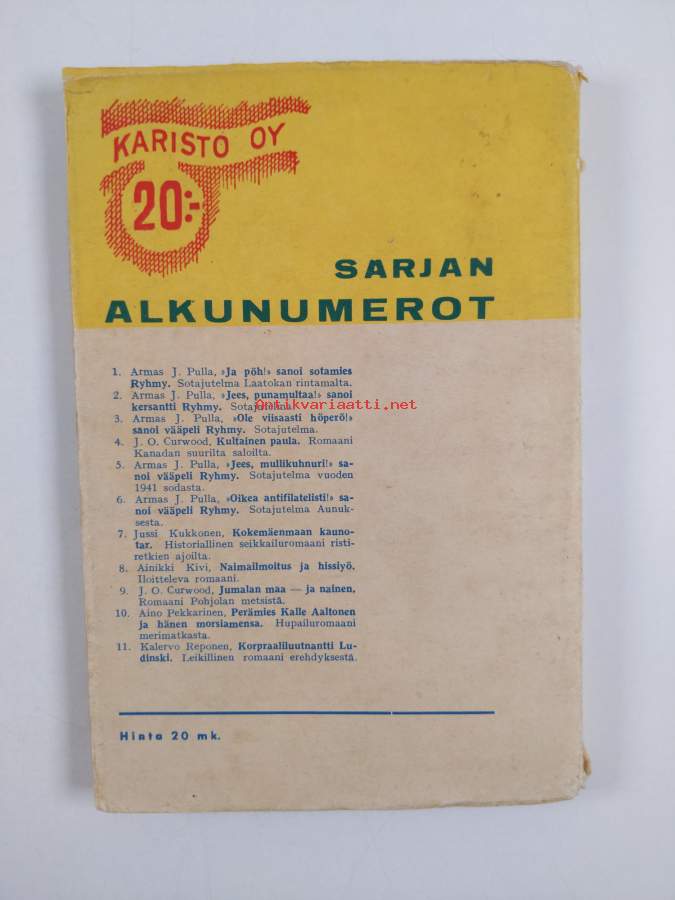 KARISTO OY
20:-
SARJAN
ALKUNUMEROT
1. Armas J. Pulla, »Ja pöh!» sanoi sotamies
Ryhmy. Sotajutelma Laatokan rintamalta.
2. Armas J. Pulla, »Jees, punamultaa!» sanoi
kersantti Ryhmy. Sotajutelma.
Antikvariaatti.net
3. Armas J. Pulla, »Ole viisaasti höperö!»
sanoi vääpeli Ryhmy. Sotajutelma.
4. J. O. Curwood, Kultainen paula. Romaani
Kanadan suurilta saloilta.
5. Armas J. Pulla, »Jees, mullikuhnuri!» sa-
noi vääpeli Ryhmy. Sotajutelma vuoden
1941 sodasta.
6. Armas J. Pulla, »Oikea antifilatelisti!» sa-
noi vääpeli Ryhmy. Sotajutelma Aunuk-
sesta.
7. Jussi Kukkonen, Kokemäenmaan kauno-
tar. Historiallinen seikkailuromaani risti-
retkien ajoilta.
8. Ainikki Kivi, Naimailmoitus ja hissiyö.
Iloitteleva romaani.
9. J. O. Curwood, Jumalan maa — ja nainen,
Romaani Pohjolan metsistä.
10. Aino Pekkarinen, Perämies Kalle Aaltonen
ja hänen morsiamensa. Hupailuromaani
merimatkasta.
11. Kalervo Reponen, Korpraaliluutnantti Lu-
dinski. Leikillinen romaani erehdyksestä.
Hinta 20 mk.